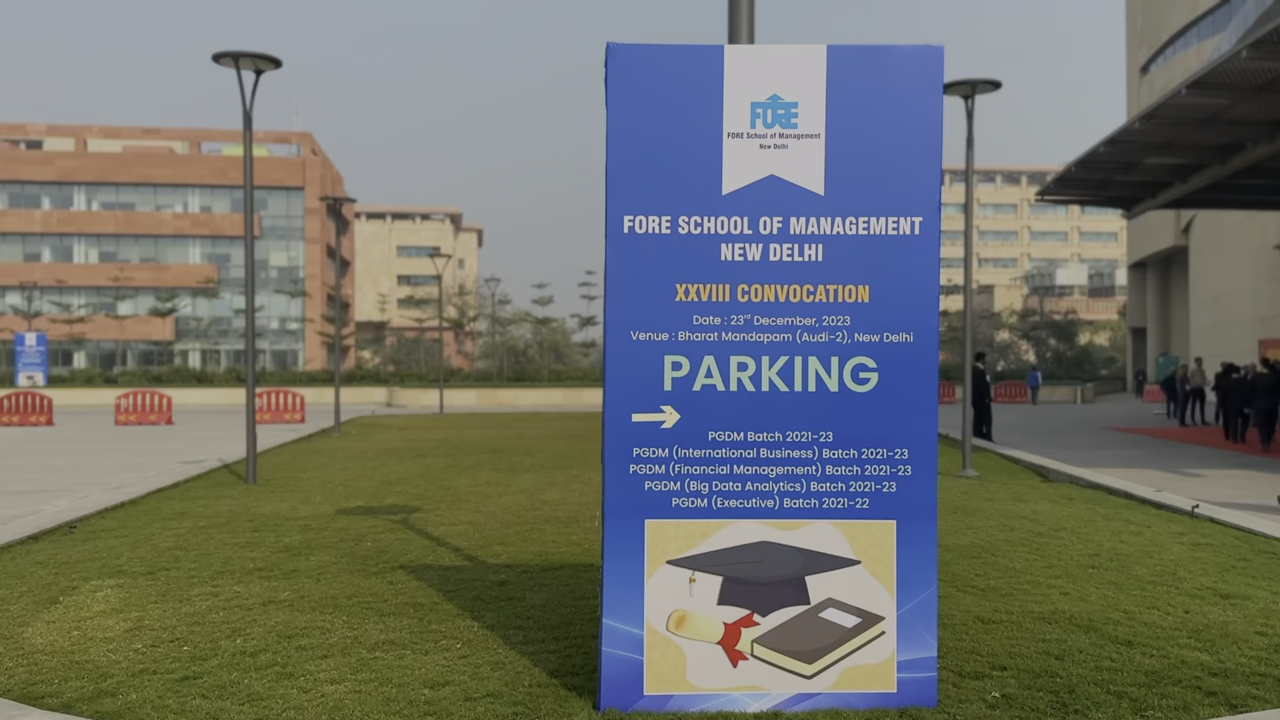 FORE
FORE School of Management
New Delhi
FORE SCHOOL OF MANAGEMENT
NEW DELHI
XXVIII CONVOCATION
Date : 23rd December, 2023
Venue : Bharat Mandapam (Audi-2), New Delhi
PARKING
PGDM Batch 2021-23
PGDM (International Business) Batch 2021-23
PGDM (Financial Management) Batch 2021-23
PGDM (Big Data Analytics) Batch 2021-23
PGDM (Executive) Batch 2021-22